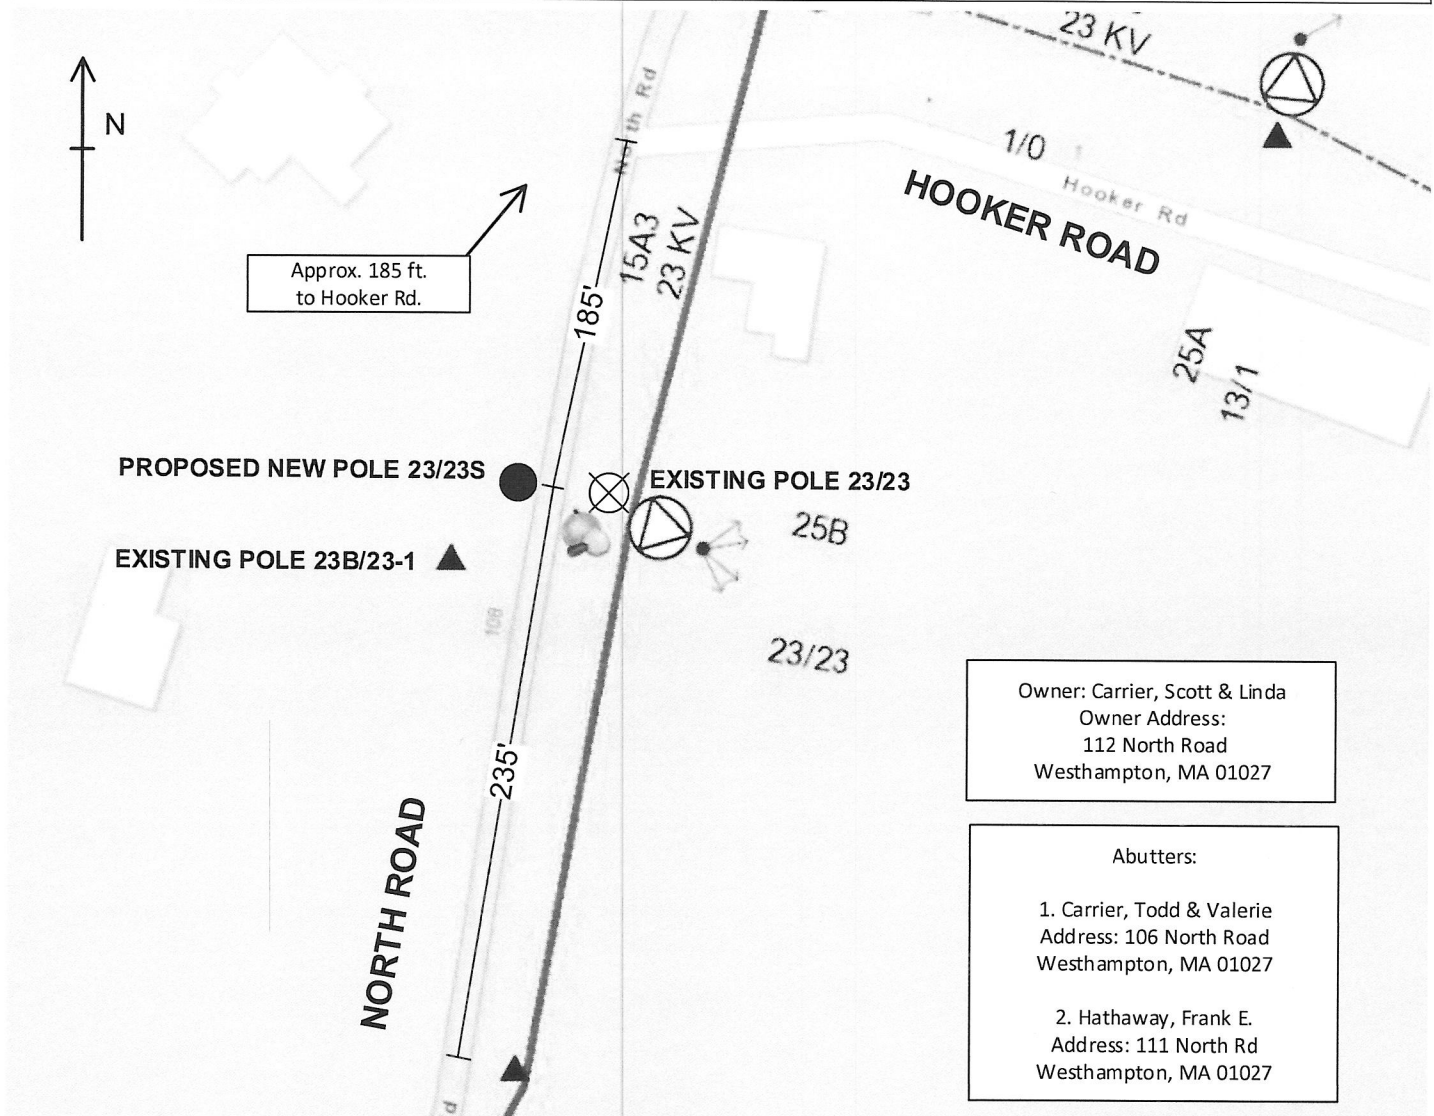 23 KV
N
North Rd
1/0
Hooker Rd
HOOKER ROAD
Approx. 185 ft.
to Hooker Rd.
15A3
23 KV
185'
25A
13/1
PROPOSED NEW POLE 23/23S
EXISTING POLE 23/23
25B
EXISTING POLE 23B/23-1
108
23/23
235'
NORTH ROAD
Owner: Carrier, Scott & Linda
Owner Address:
112 North Road
Westhampton, MA 01027
Abutters:
1. Carrier, Todd & Valerie
Address: 106 North Road
Westhampton, MA 01027
2. Hathaway, Frank E.
Address: 111 North Rd
Westhampton, MA 01027
d